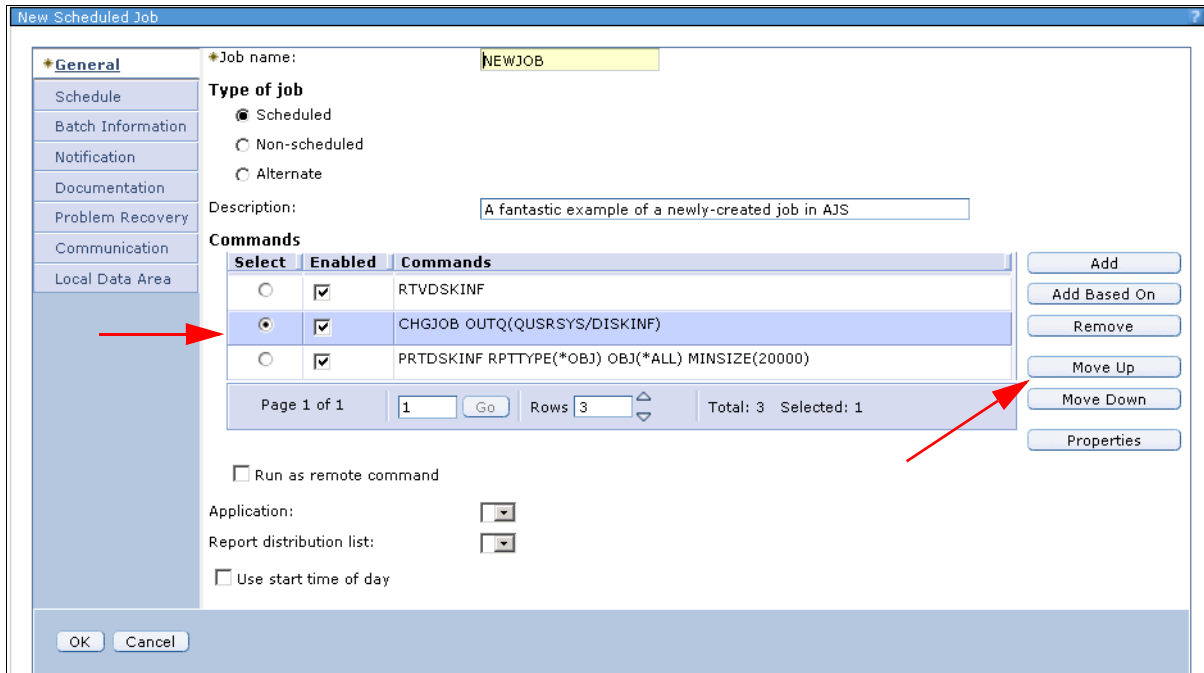 New Scheduled Job ?
General
Schedule
Batch Information
Notification
Documentation
Problem Recovery
Communication
Local Data Area
Job name: NEWJOB
Type of job
Scheduled
Non-scheduled
Alternate
Description: A fantastic example of a newly-created job in AJS
Commands
Select Enabled Commands
RTVDSKINF
CHGJOB OUTQ(QUSRSYS/DISKINF)
PRTDSKINF RPTTYPE(*OBJ) OBJ(*ALL) MINSIZE(20000)
Page 1 of 1 1 Go Rows 3 Total: 3 Selected: 1
Add
Add Based On
Remove
Move Up
Move Down
Properties
Run as remote command
Application:
Report distribution list:
Use start time of day
OK Cancel